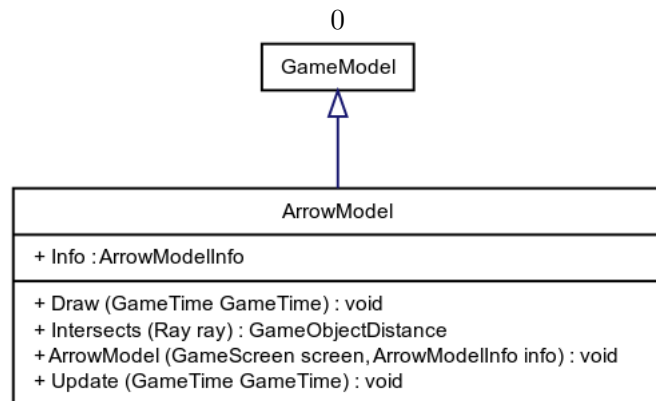 0
GameModel
ArrowModel
+ Info : ArrowModelInfo
+ Draw (GameTime GameTime) : void
+ Intersects (Ray ray) : GameObjectDistance
+ ArrowModel (GameScreen screen, ArrowModelInfo info) : void
+ Update (GameTime GameTime) : void